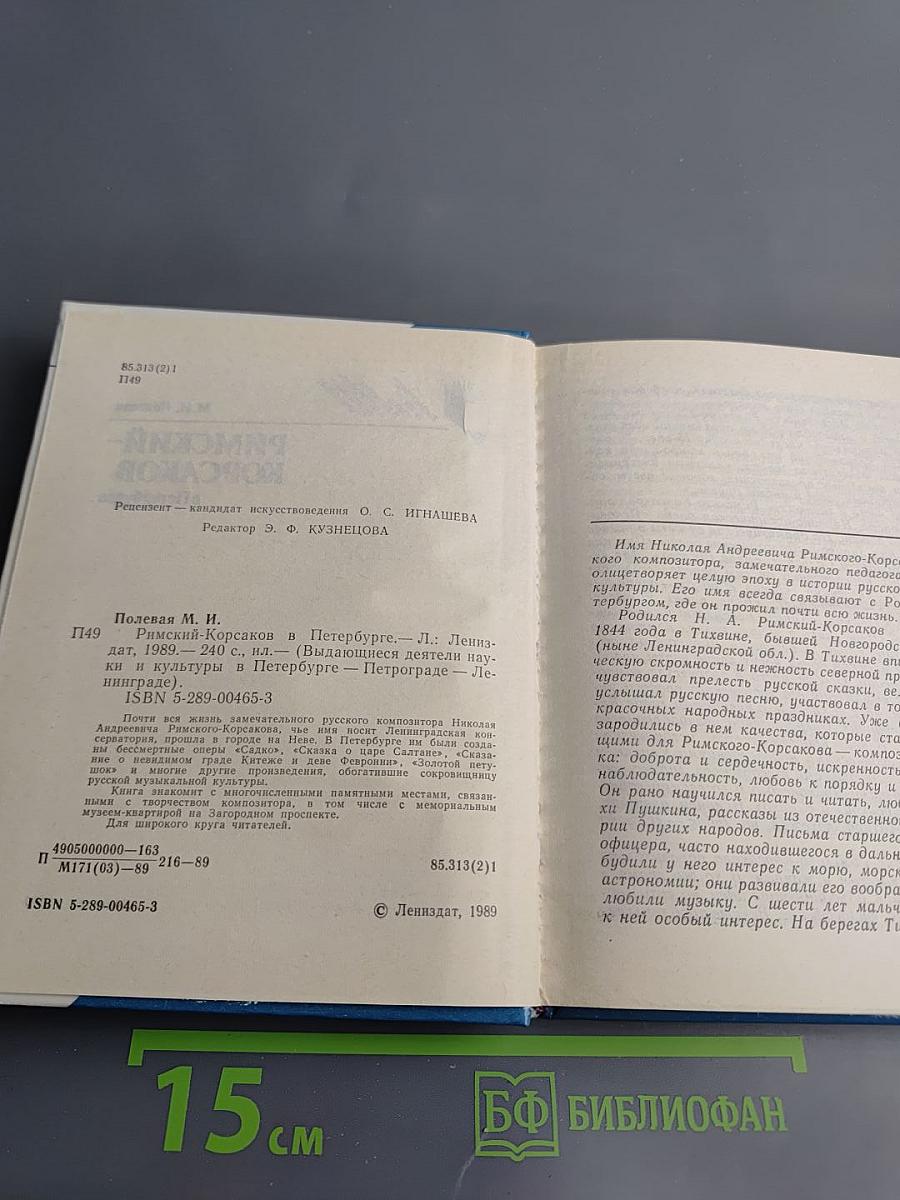 85.313(2)1
П49
РИМСКИЙ-
КОРСАКОВ
Рецензент — кандидат искусствоведения О. С. ИГНАШЕВА
Редактор Э. Ф. КУЗНЕЦОВА
Полевая М. И.
П49 Римский-Корсаков в Петербурге.— Л.: Лениз-
дат, 1989.— 240 с., ил.— (Выдающиеся деятели нау-
ки и культуры в Петербурге — Петрограде — Ле-
нинграде).
ISBN 5-289-00465-3
Почти вся жизнь замечательного русского композитора Николая
Андреевича Римского-Корсакова, чье имя носит Ленинградская кон-
серватория, прошла в городе на Неве. В Петербурге им были созда-
ны бессмертные оперы «Садко», «Сказка о царе Салтане», «Сказа-
ние о невидимом граде Китеже и деве Февронии», «Золотой пету-
шок» и многие другие произведения, обогатившие сокровищницу
русской музыкальной культуры.
Книга знакомит с многочисленными памятными местами, связан-
ными с творчеством композитора, в том числе с мемориальным
музеем-квартирой на Загородном проспекте.
Для широкого круга читателей.
П 4905000000—163
М171(03)—89 216—89
85.313(2)1
ISBN 5-289-00465-3
© Лениздат, 1989
Имя Николая Андреевича Римского-Корса
кого композитора, замечательного педагога
олицетворяет целую эпоху в истории русско
культуры. Его имя всегда связывают с
тербургом, где он прожил почти всю жизнь.
Родился Н. А. Римский-Корсаков
1844 года в Тихвине, бывшей Новгородс
(ныне Ленинградской обл.). В Тихвине
ческую скромность и нежность северной пр
чувствовал прелесть русской сказки,
услышал русскую песню, участвовал в
красочных народных праздниках. Уже
зародились в нем качества, которые
щими для Римского-Корсакова — композ
ка: доброта и сердечность, искренность
наблюдательность, любовь к порядку и
Он рано научился писать и читать,
хи Пушкина, рассказы из отечественно
рии других народов. Письма старшего
офицера, часто находившегося в дальн
будили у него интерес к морю, морск
астрономии; они развивали его вообра
любили музыку. С шести лет мальч
к ней особый интерес. На берегах
15 см
БФ БИБЛИОФАН